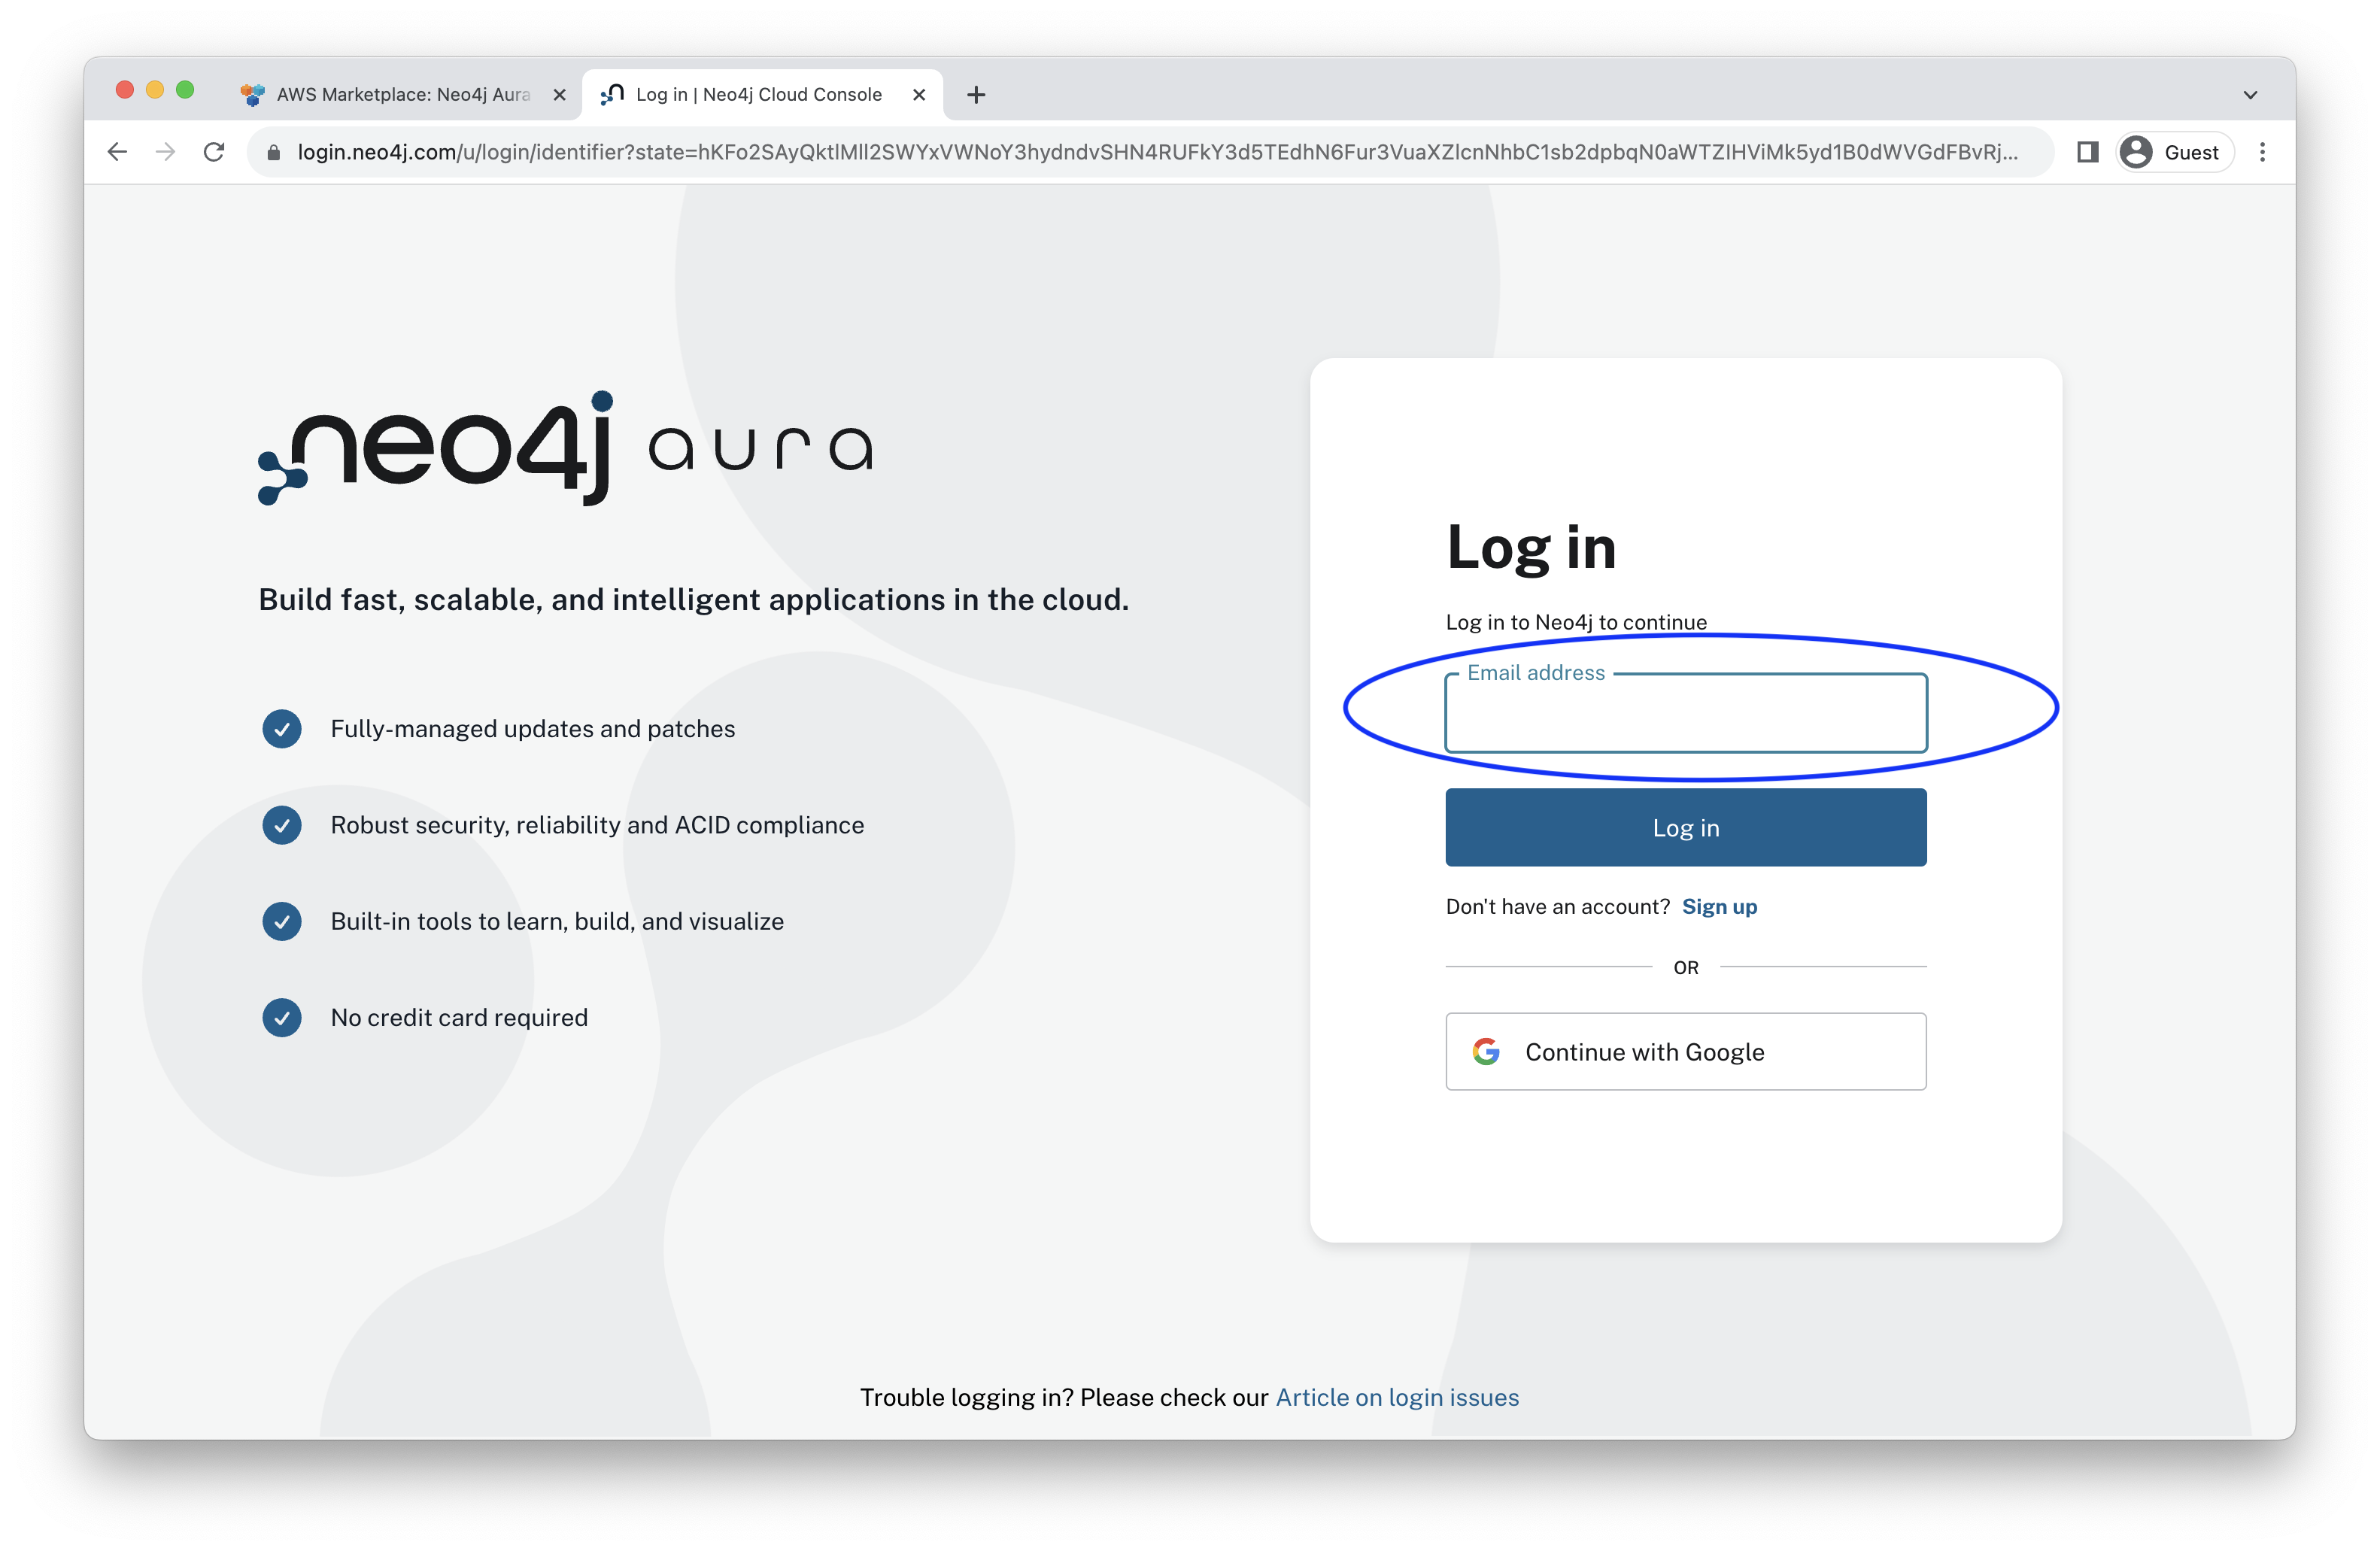 AWS Marketplace: Neo4j Aura
Log in | Neo4j Cloud Console
login.neo4j.com/u/login/identifier?state=hKFo2SAyQktIMll2SWYxVWNoY3hydndvSHN4RUFkY3d5TEdhN6Fur3VuaXZlcnNhbC1sb2dpbqN0aWTZIHViMk5yd1B0dWVGdFBvRj...
Guest
neo4j aura
Build fast, scalable, and intelligent applications in the cloud.
Fully-managed updates and patches
Robust security, reliability and ACID compliance
Built-in tools to learn, build, and visualize
No credit card required
Log in
Log in to Neo4j to continue
Email address
Log in
Don't have an account? Sign up
OR
Continue with Google
Trouble logging in? Please check our Article on login issues